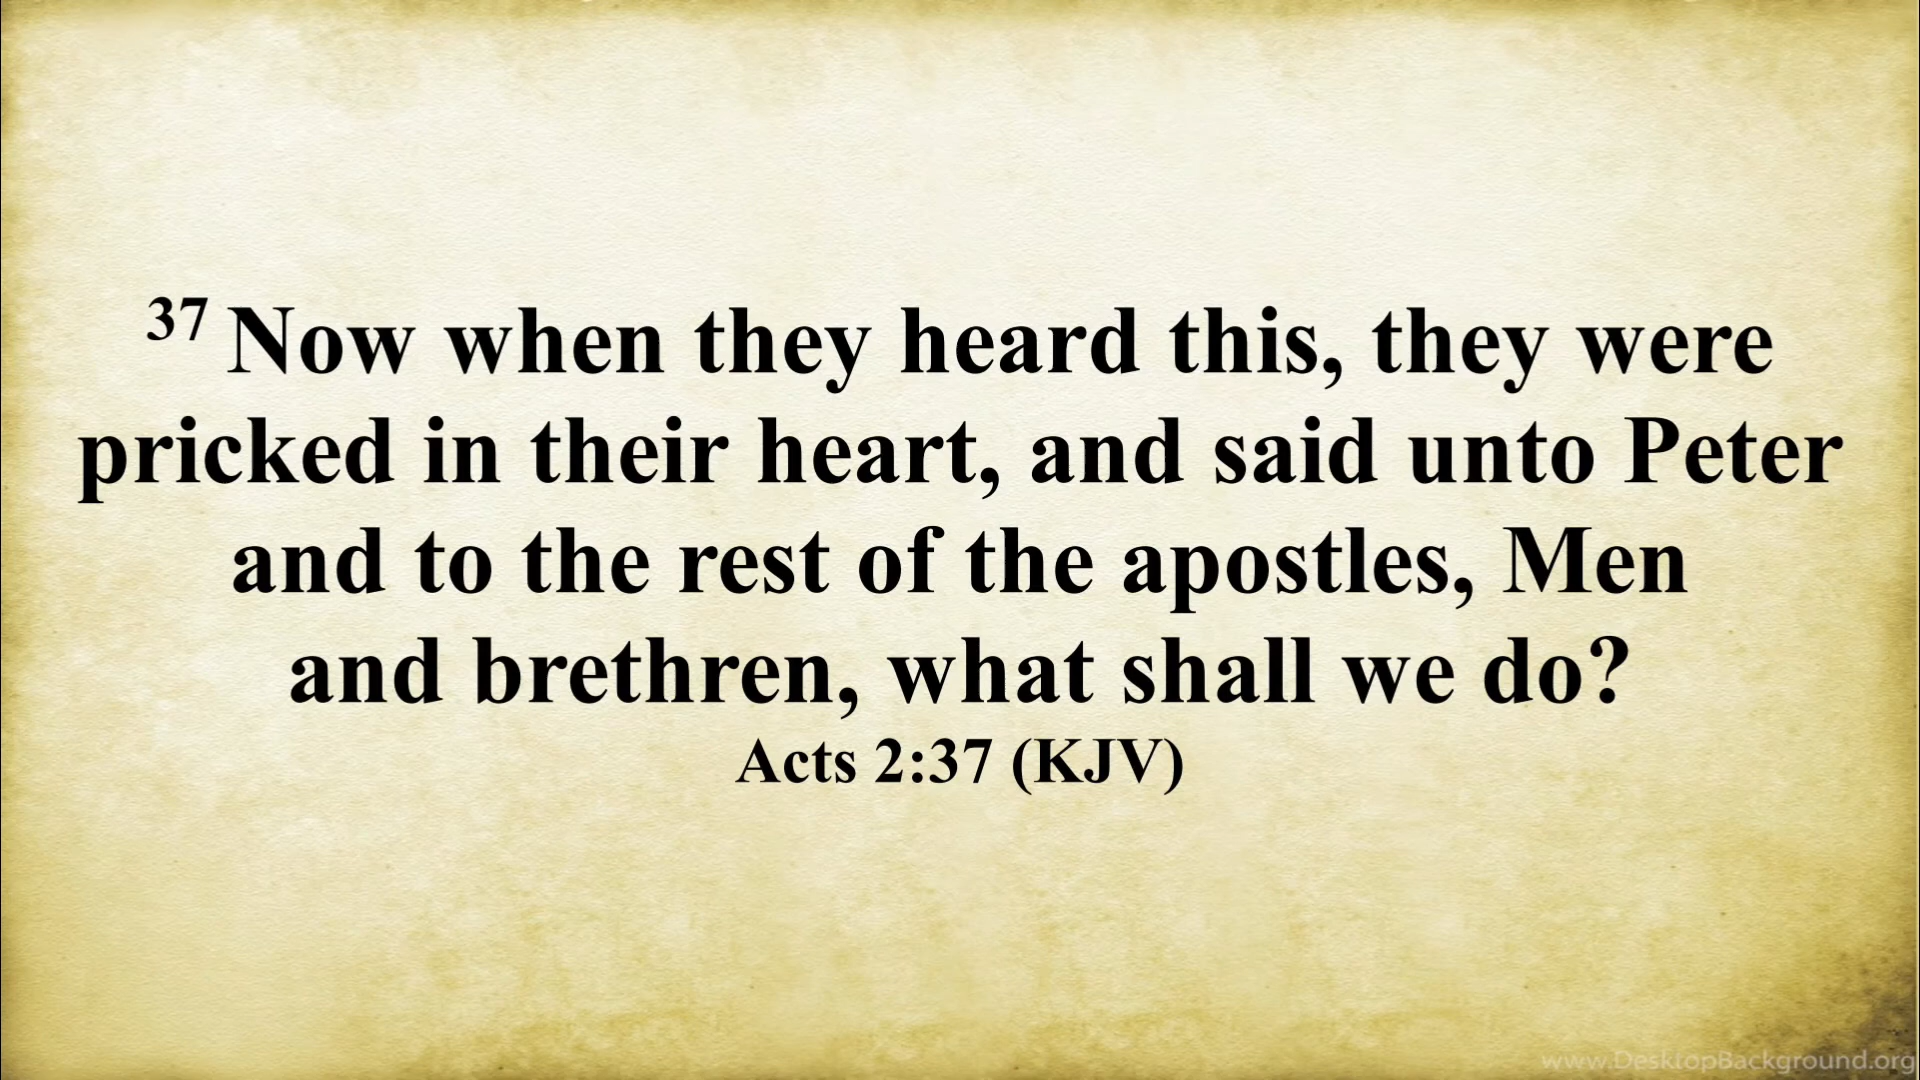 37 Now when they heard this, they were
pricked in their heart, and said unto Peter
and to the rest of the apostles, Men
and brethren, what shall we do?
Acts 2:37 (KJV)
www.DesktopBackground.org